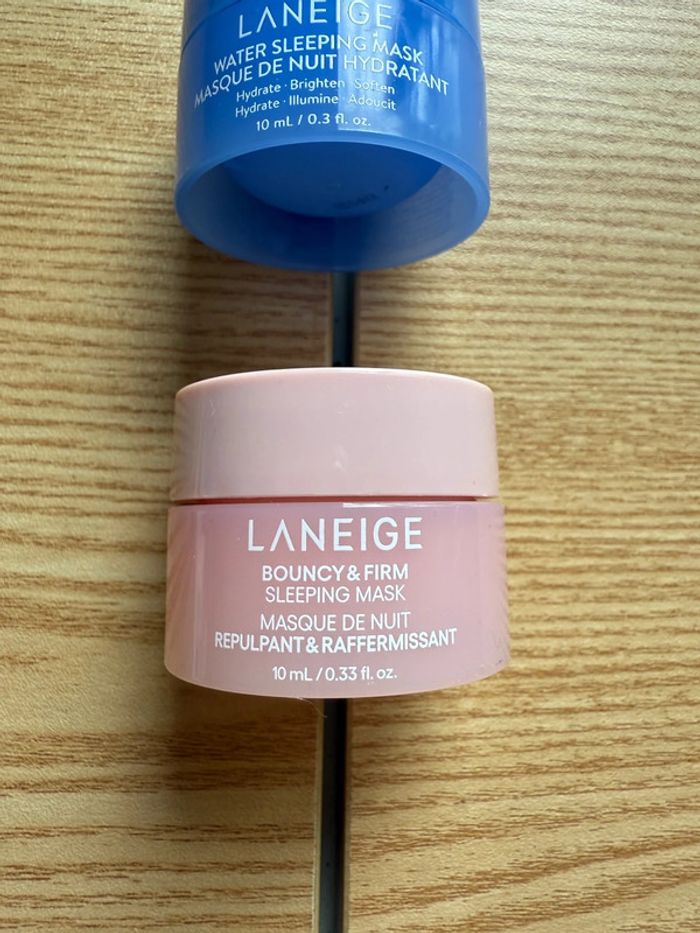 LANEIGE
WATER SLEEPING MASK
MASQUE DE NUIT HYDRATANT
Hydrate · Brighten · Soften
Hydrate · Illumine · Adoucit
10 mL / 0.3 fl. oz.
LANEIGE
BOUNCY & FIRM
SLEEPING MASK
MASQUE DE NUIT
REPULPANT & RAFFERMISSANT
10 mL / 0.33 fl. oz.